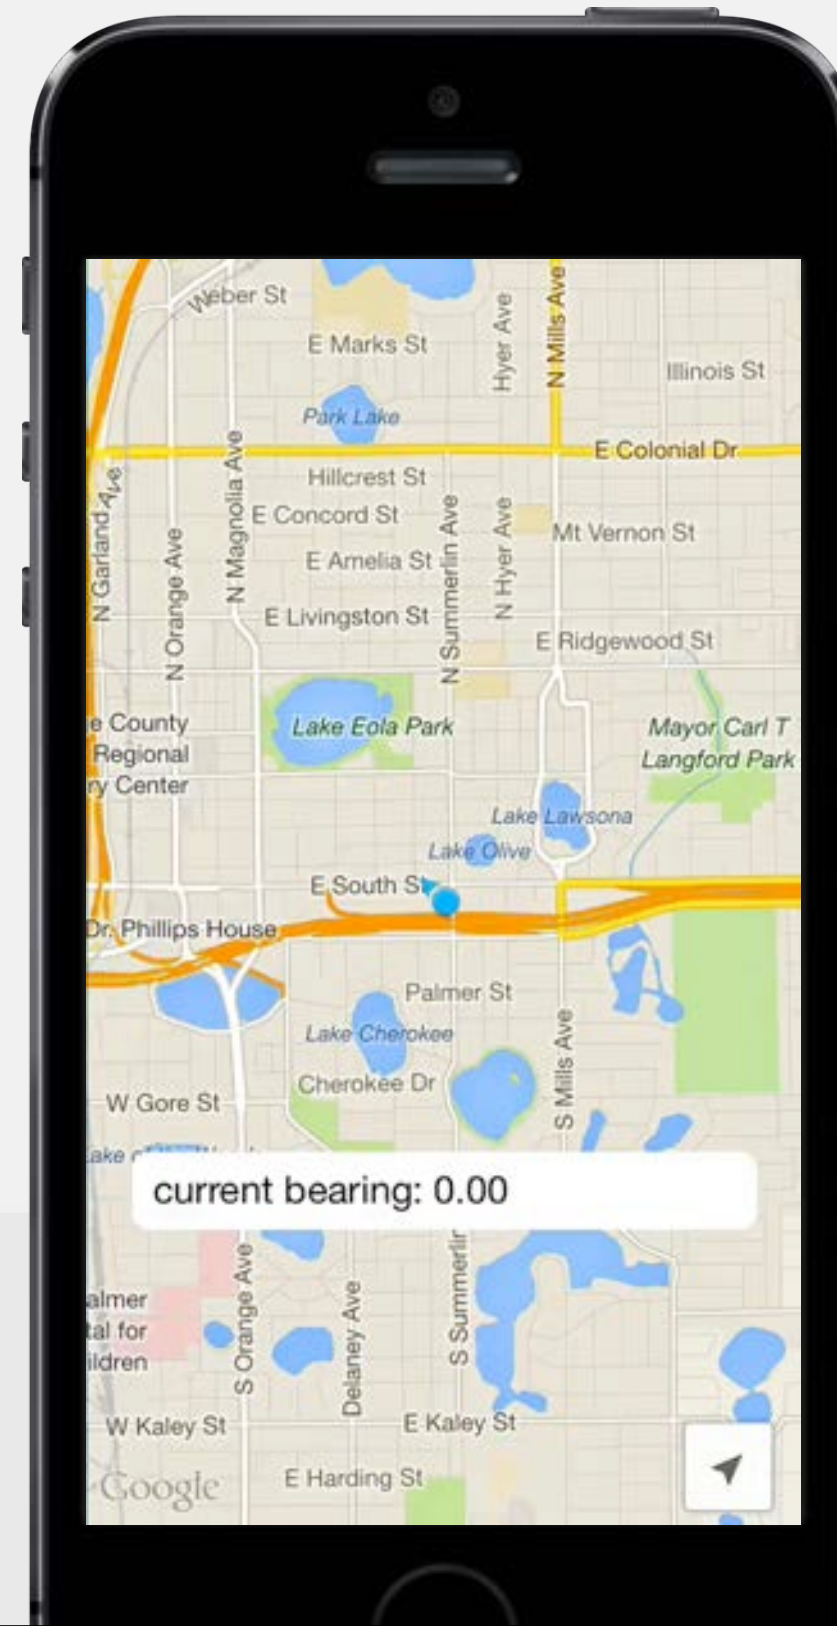 Weber St
E Marks St
Hyer Ave
N Mills Ave
Illinois St
Park Lake
E Colonial Dr
Hillcrest St
N Garland Ave
N Magnolia Ave
E Concord St
N Summerlin Ave
N Hyer Ave
Mt Vernon St
N Orange Ave
E Amelia St
E Livingston St
E Ridgewood St
e County
Regional
ry Center
Lake Eola Park
Mayor Carl T
Langford Park
Lake Lawsona
Lake Olive
E South St
Dr. Phillips House
Palmer St
Lake Cherokee
S Mills Ave
Cherokee Dr
W Gore St
current bearing: 0.00
S Orange Ave
Delaney Ave
S Summerlin
almer
tal for
ildren
W Kaley St
E Kaley St
Google
E Harding St